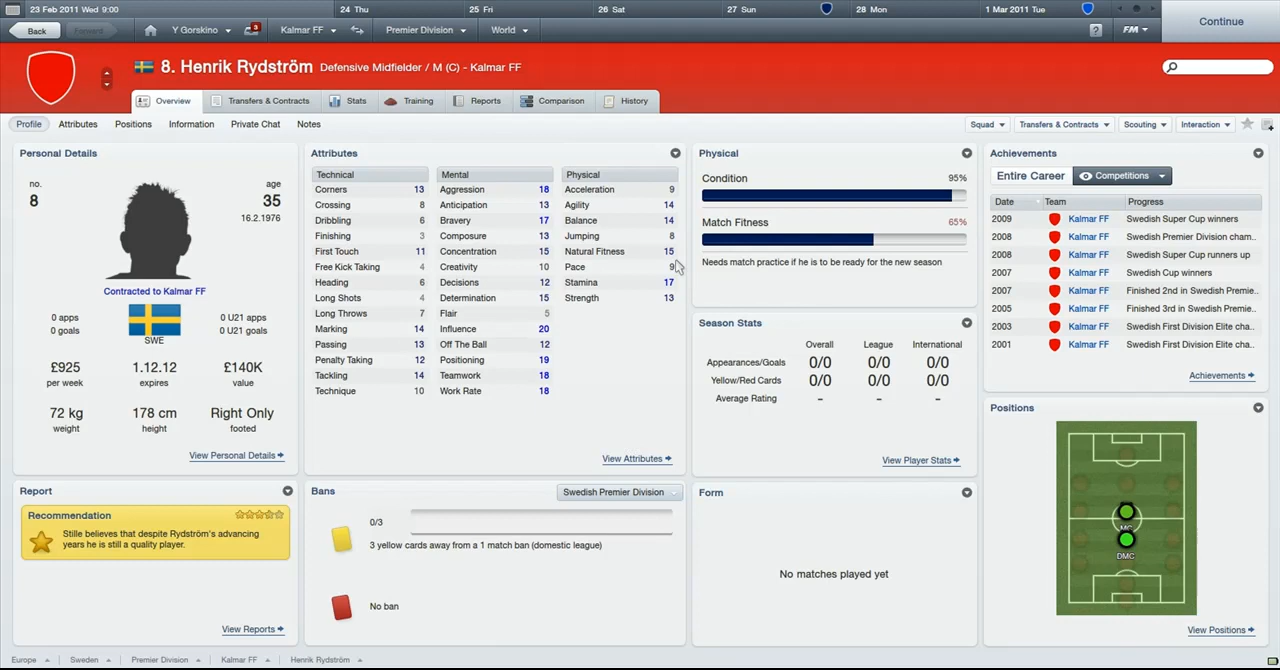 23 Feb 2011 Wed 9:00
24 Thu
25 Fri
26 Sat
27 Sun
28 Mon
1 Mar 2011 Tue
Continue
Back
Forward
Y Gorskino
3
Kalmar FF
Premier Division
World
?
FM
8. Henrik Rydström Defensive Midfielder / M (C) - Kalmar FF
Overview
Transfers & Contracts
Stats
Training
Reports
Comparison
History
Profile
Attributes
Positions
Information
Private Chat
Notes
Squad
Transfers & Contracts
Scouting
Interaction
Personal Details
no.
8
age
35
16.2.1976
Contracted to Kalmar FF
0 apps
0 goals
SWE
0 U21 apps
0 U21 goals
£925
per week
1.12.12
expires
£140K
value
72 kg
weight
178 cm
height
Right Only
footed
View Personal Details
Attributes
Technical Mental Physical
Corners 13 Aggression 18 Acceleration 9
Crossing 8 Anticipation 13 Agility 14
Dribbling 6 Bravery 17 Balance 14
Finishing 3 Composure 13 Jumping 8
First Touch 11 Concentration 15 Natural Fitness 15
Free Kick Taking 4 Creativity 10 Pace 9
Heading 6 Decisions 12 Stamina 17
Long Shots 4 Determination 15 Strength 13
Long Throws 7 Flair 5
Marking 14 Influence 20
Passing 13 Off The Ball 12
Penalty Taking 12 Positioning 19
Tackling 14 Teamwork 18
Technique 10 Work Rate 18
View Attributes
Physical
Condition 95%
Match Fitness 65%
Needs match practice if he is to be ready for the new season
Season Stats
Overall League International
Appearances/Goals 0/0 0/0 0/0
Yellow/Red Cards 0/0 0/0 0/0
Average Rating - - -
View Player Stats
Achievements
Entire Career
Competitions
Date Team Progress
2009 Kalmar FF Swedish Super Cup winners
2008 Kalmar FF Swedish Premier Division cham..
2008 Kalmar FF Swedish Super Cup runners up
2007 Kalmar FF Swedish Cup winners
2007 Kalmar FF Finished 2nd in Swedish Premie..
2005 Kalmar FF Finished 3rd in Swedish Premie..
2003 Kalmar FF Swedish First Division Elite cha..
2001 Kalmar FF Swedish First Division Elite cha..
Achievements
Positions
MC
DMC
View Positions
Report
Recommendation
Stille believes that despite Rydström's advancing
years he is still a quality player.
View Reports
Bans
Swedish Premier Division
0/3
3 yellow cards away from a 1 match ban (domestic league)
No ban
Form
No matches played yet
Europe
Sweden
Premier Division
Kalmar FF
Henrik Rydström